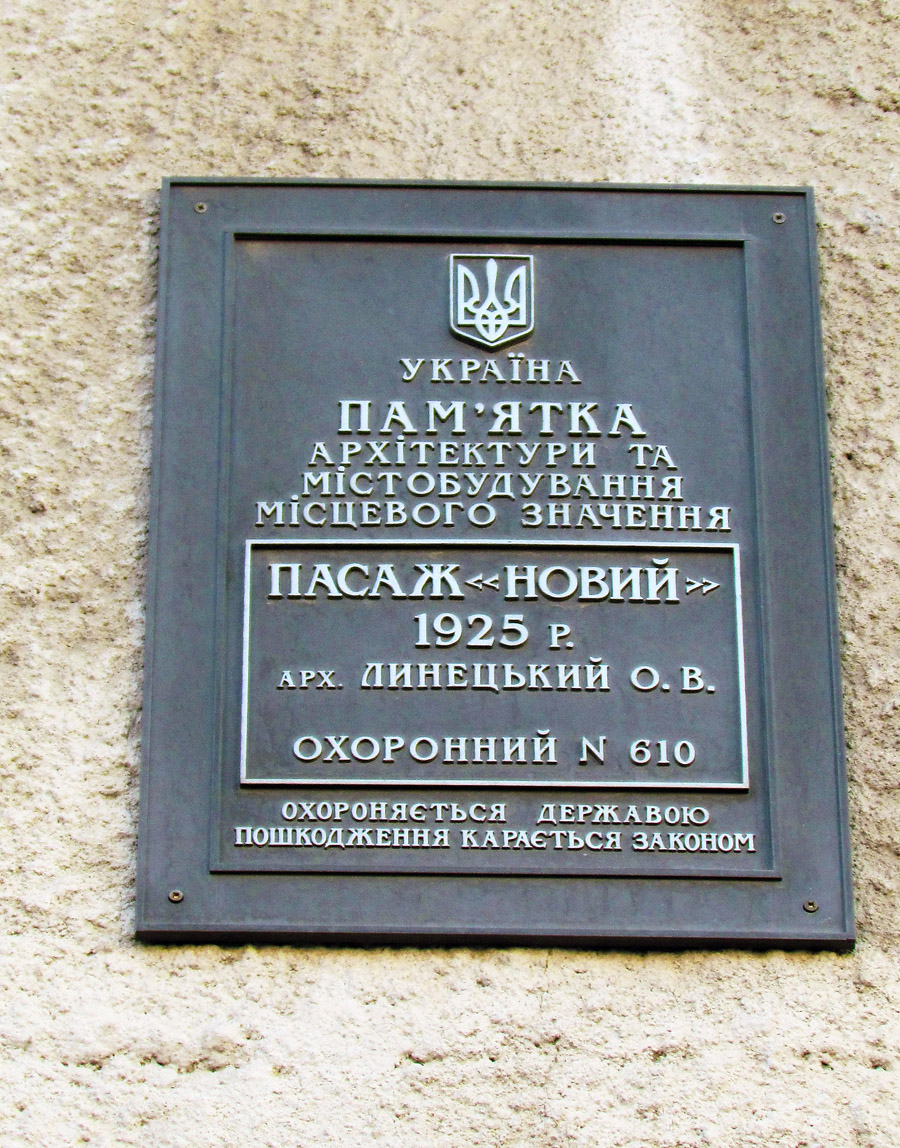 УКРАЇНА
ПАМ'ЯТКА
АРХІТЕКТУРИ ТА
МІСТОБУДУВАННЯ
МІСЦЕВОГО ЗНАЧЕННЯ
ПАСАЖ «НОВИЙ»
1925 Р.
АРХ. ЛИНЕЦЬКИЙ О. В.
ОХОРОННИЙ N 610
ОХОРОНЯЄТЬСЯ ДЕРЖАВОЮ
ПОШКОДЖЕННЯ КАРАЄТЬСЯ ЗАКОНОМ